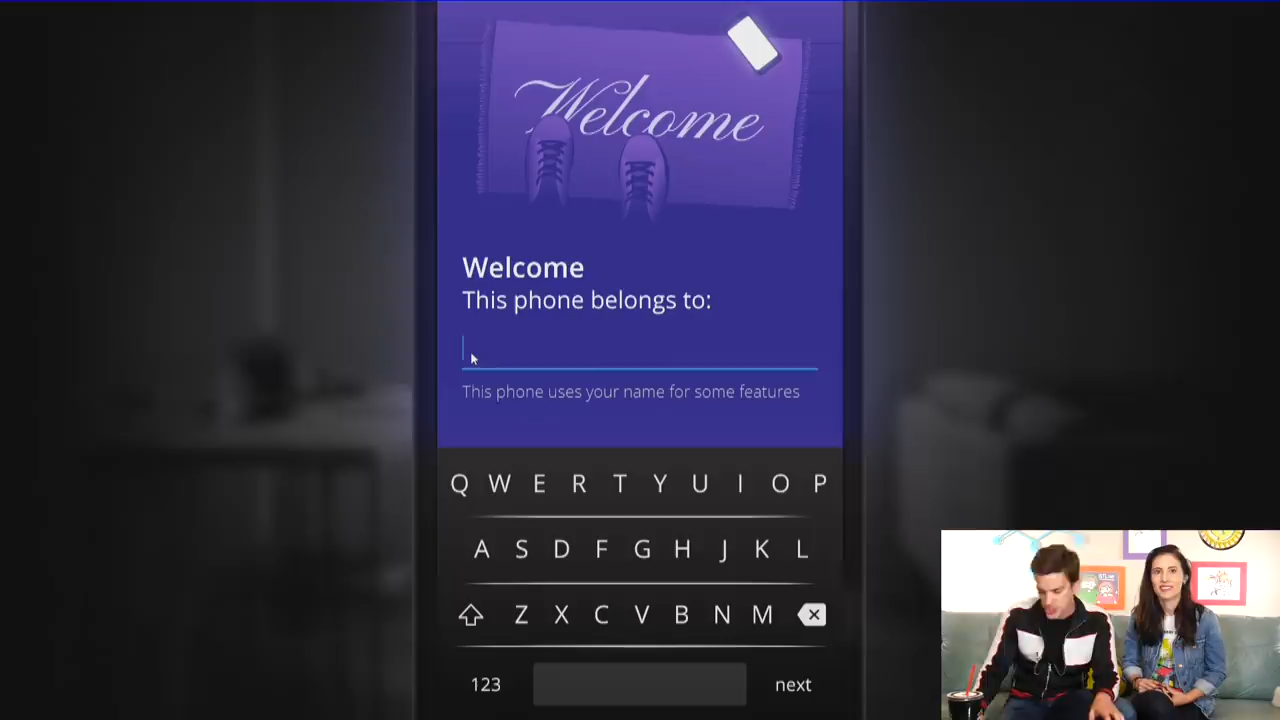 Welcome
Welcome
This phone belongs to:
This phone uses your name for some features
Q W E R T Y U I O P
A S D F G H J K L
Z X C V B N M
123
next